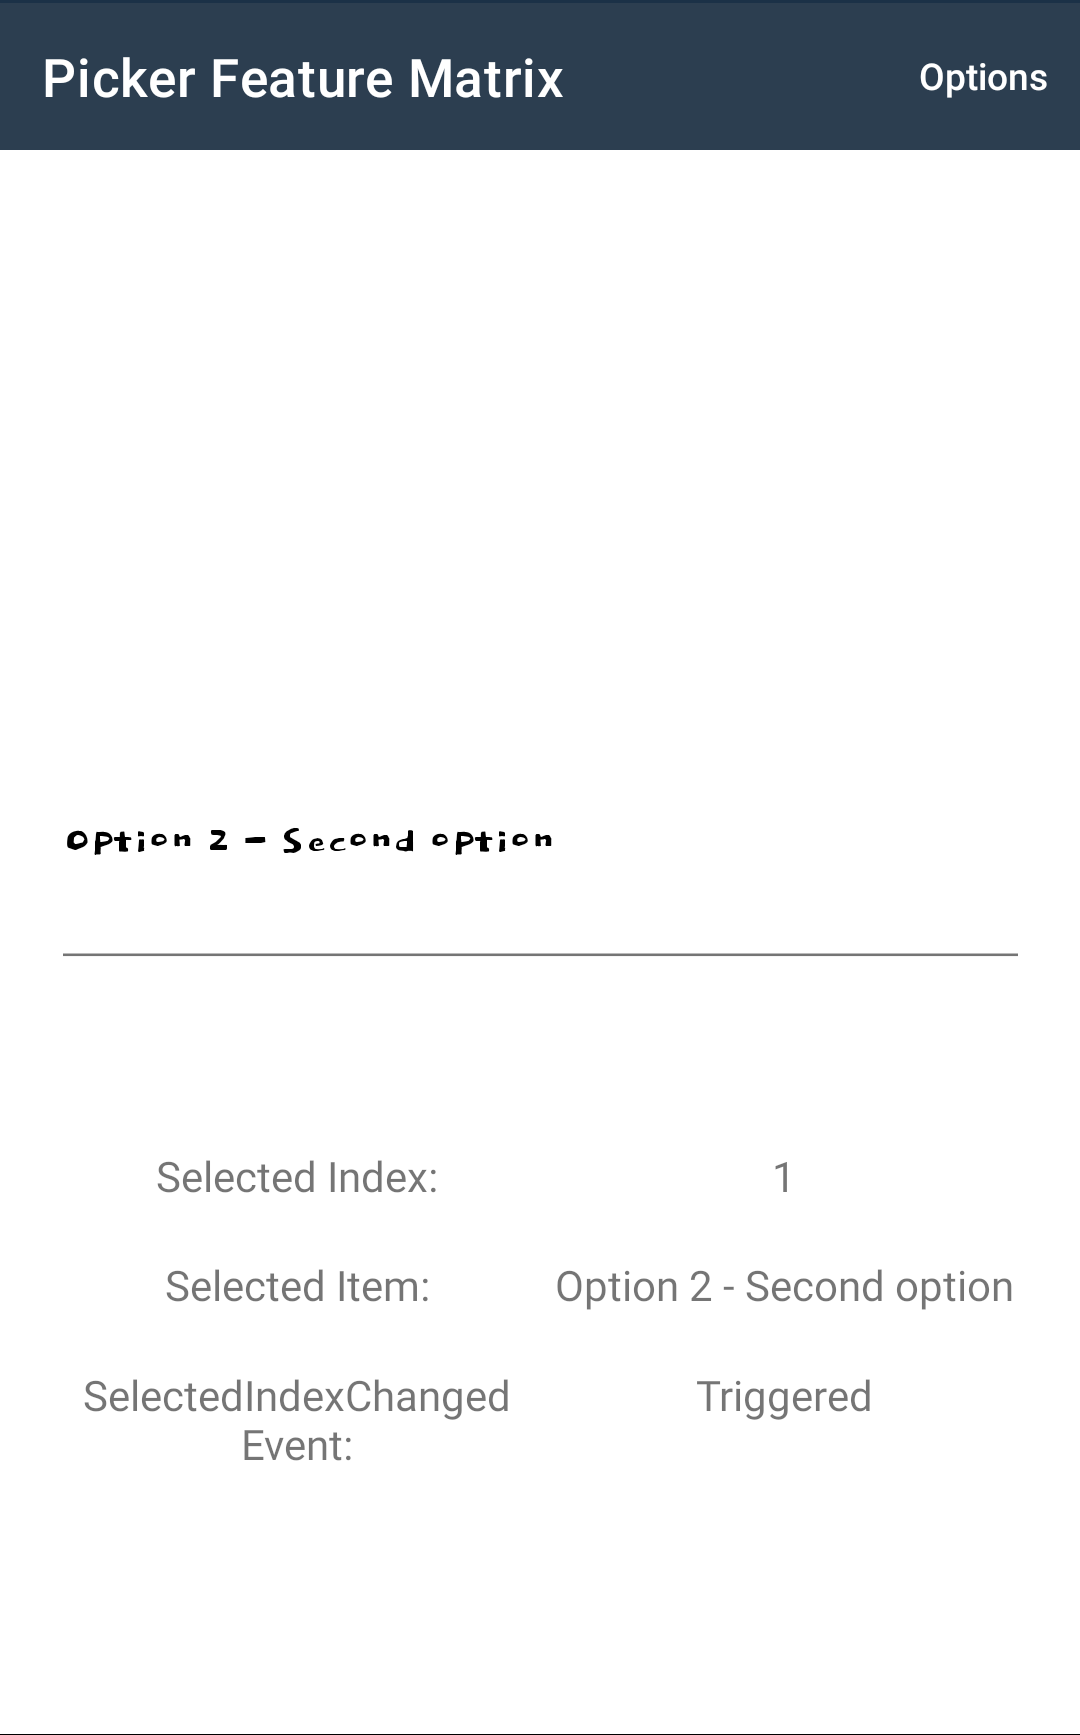 Picker Feature Matrix
Options
Option 2 - Second option
Selected Index:
1
Selected Item:
Option 2 - Second option
SelectedIndexChanged
Event:
Triggered